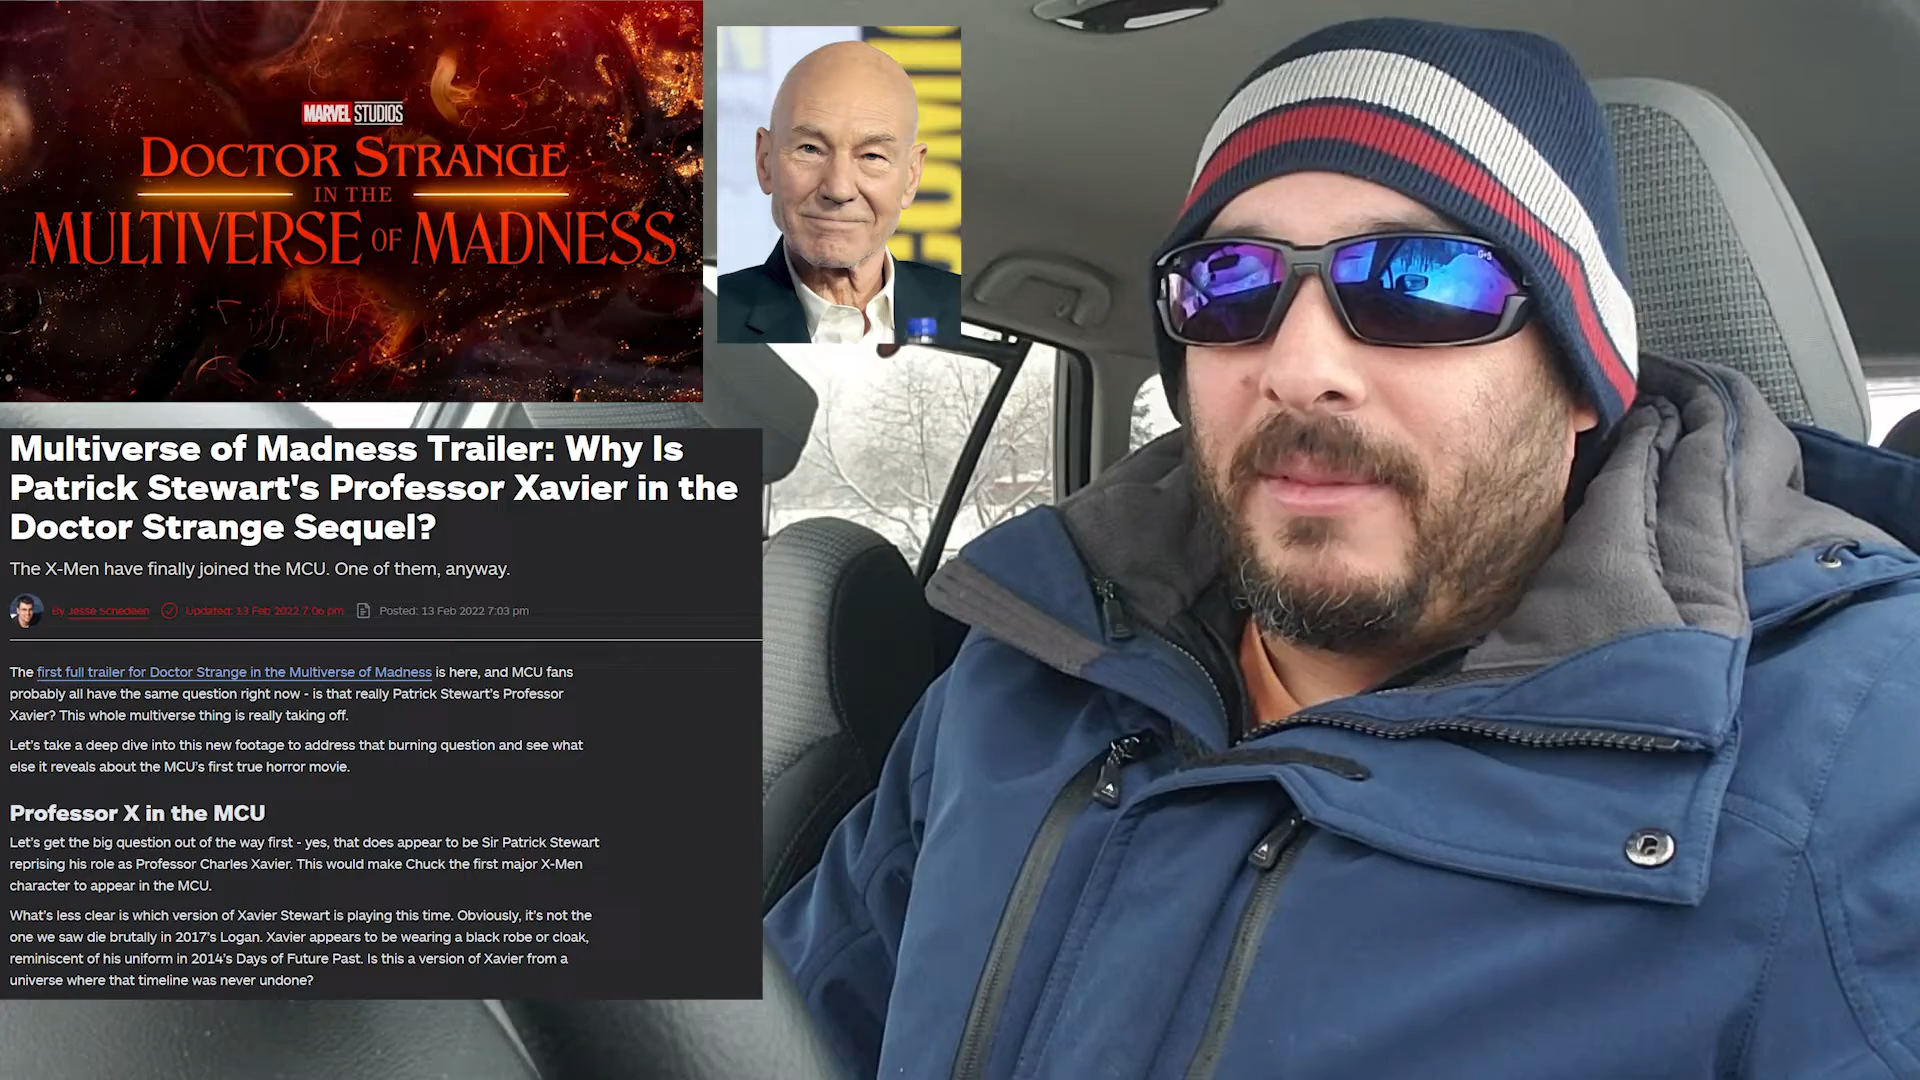 MARVEL STUDIOS
DOCTOR STRANGE
IN THE
MULTIVERSE OF MADNESS
COMIC
Multiverse of Madness Trailer: Why Is
Patrick Stewart's Professor Xavier in the
Doctor Strange Sequel?
The X-Men have finally joined the MCU. One of them, anyway.
By Jesse Schedeen Updated: 13 Feb 2022 7:06 pm Posted: 13 Feb 2022 7:03 pm
The first full trailer for Doctor Strange in the Multiverse of Madness is here, and MCU fans
probably all have the same question right now - is that really Patrick Stewart's Professor
Xavier? This whole multiverse thing is really taking off.
Let's take a deep dive into this new footage to address that burning question and see what
else it reveals about the MCU's first true horror movie.
Professor X in the MCU
Let's get the big question out of the way first - yes, that does appear to be Sir Patrick Stewart
reprising his role as Professor Charles Xavier. This would make Chuck the first major X-Men
character to appear in the MCU.
What's less clear is which version of Xavier Stewart is playing this time. Obviously, it's not the
one we saw die brutally in 2017's Logan. Xavier appears to be wearing a black robe or cloak,
reminiscent of his uniform in 2014's Days of Future Past. Is this a version of Xavier from a
universe where that timeline was never undone?